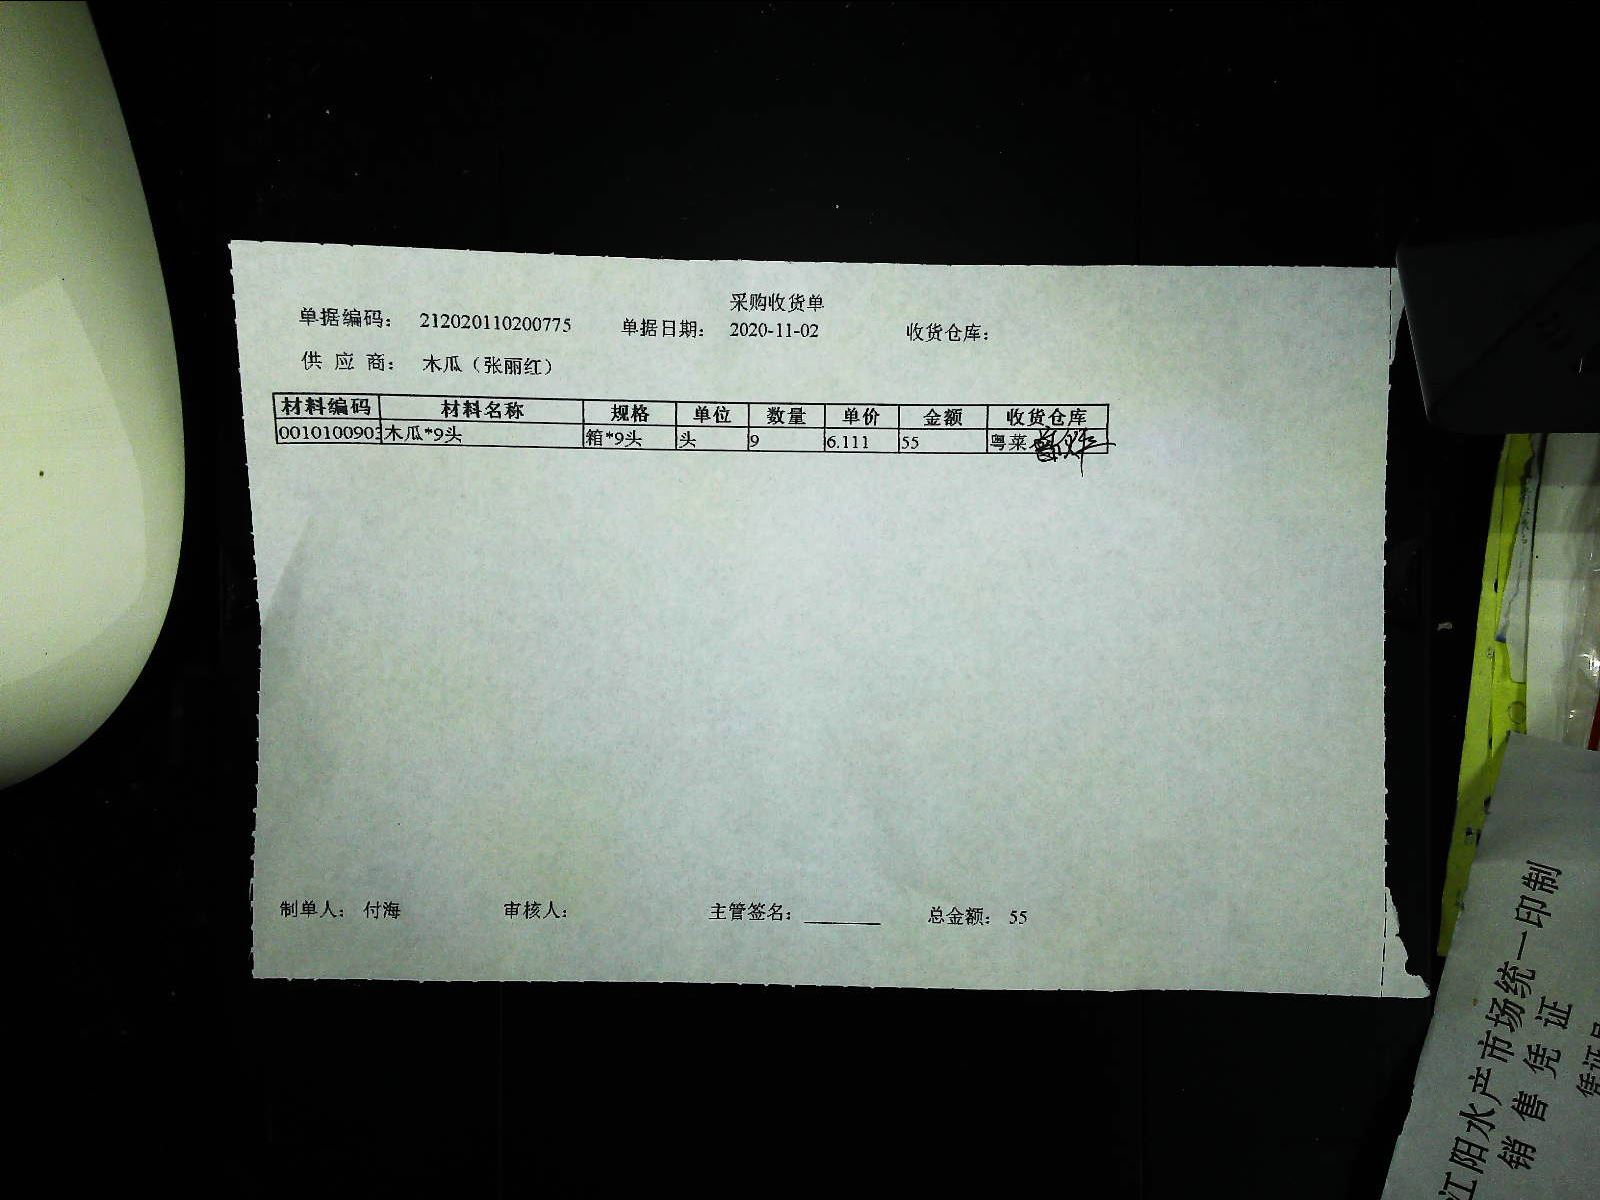 采购收货单
单据编码： 212020110200775 单据日期： 2020-11-02 收货仓库：
供 应 商： 木瓜（张丽红）
材料编码 材料名称 规格 单位 数量 单价 金额 收货仓库
0010100903 木瓜*9头 箱*9头 头 9 6.111 55 粤菜
制单人： 付海 审核人： 主管签名： 总金额： 55
江阳水产市场统一印制
销售凭证